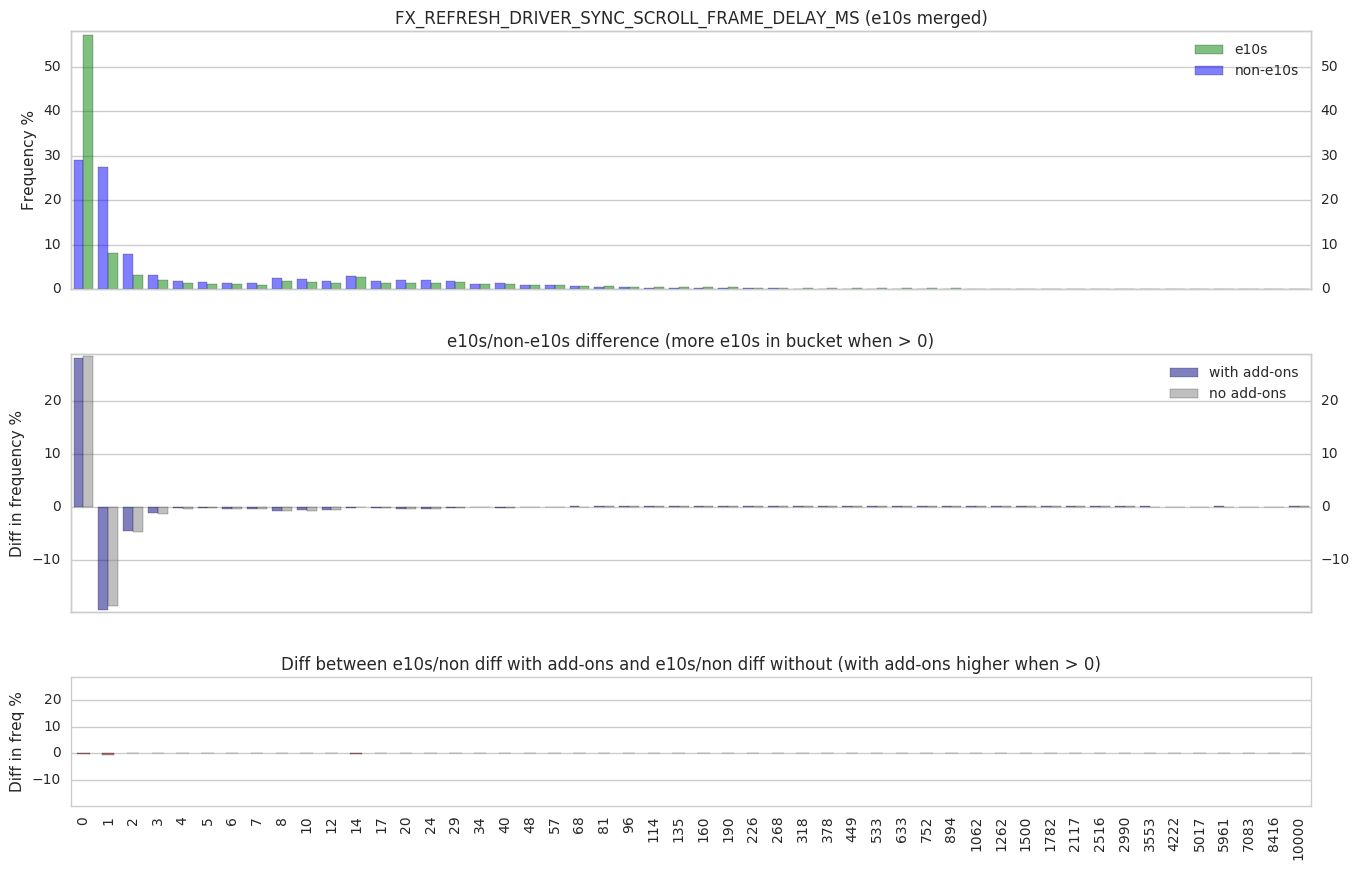 FX_REFRESH_DRIVER_SYNC_SCROLL_FRAME_DELAY_MS (e10s merged)
Frequency %
50
40
30
20
10
0
50
40
30
20
10
0
e10s
non-e10s
e10s/non-e10s difference (more e10s in bucket when > 0)
Diff in frequency %
20
10
0
−10
20
10
0
−10
with add-ons
no add-ons
Diff between e10s/non diff with add-ons and e10s/non diff without (with add-ons higher when > 0)
Diff in freq %
20
10
0
−10
0 1 2 3 4 5 6 7 8 10 12 14 17 20 24 29 34 40 48 57 68 81 96 114 135 160 190 226 268 318 378 449 533 633 752 894 1062 1262 1500 1782 2117 2516 2990 3553 4222 5017 5961 7083 8416 10000